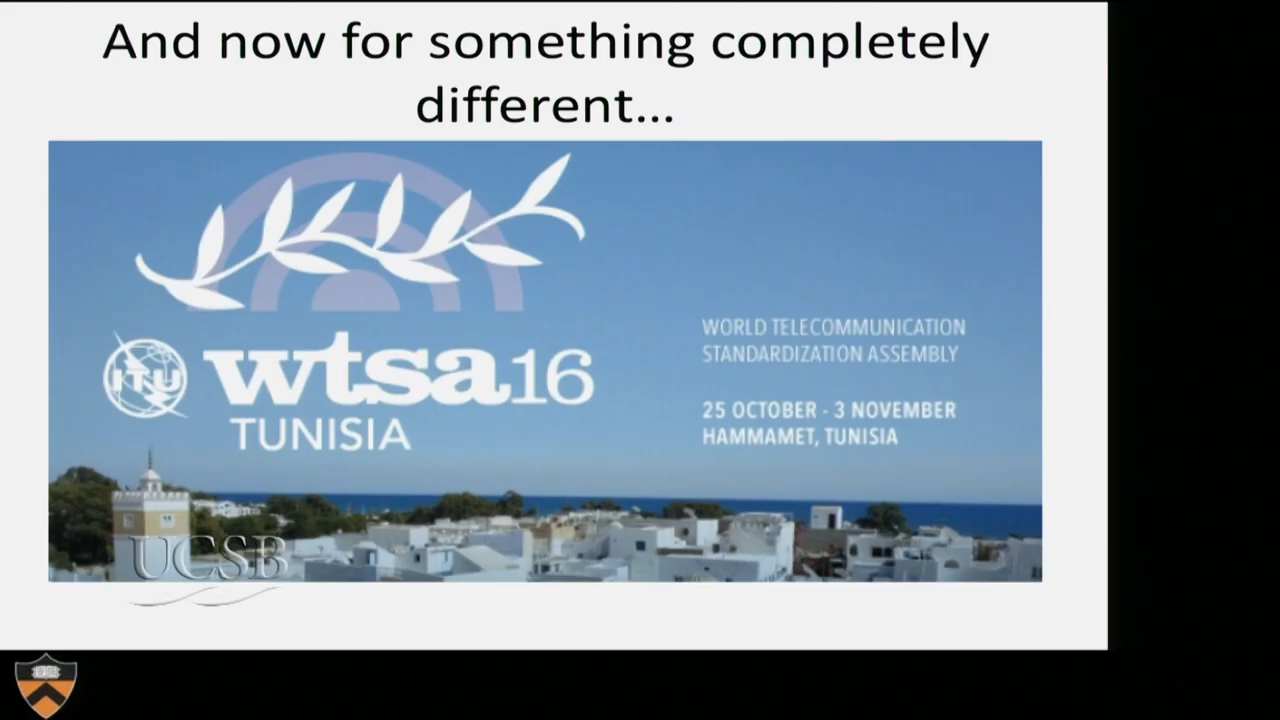 And now for something completely
different...
ITU
wtsa16
TUNISIA
WORLD TELECOMMUNICATION
STANDARDIZATION ASSEMBLY
25 OCTOBER - 3 NOVEMBER
HAMMAMET, TUNISIA
UCSB